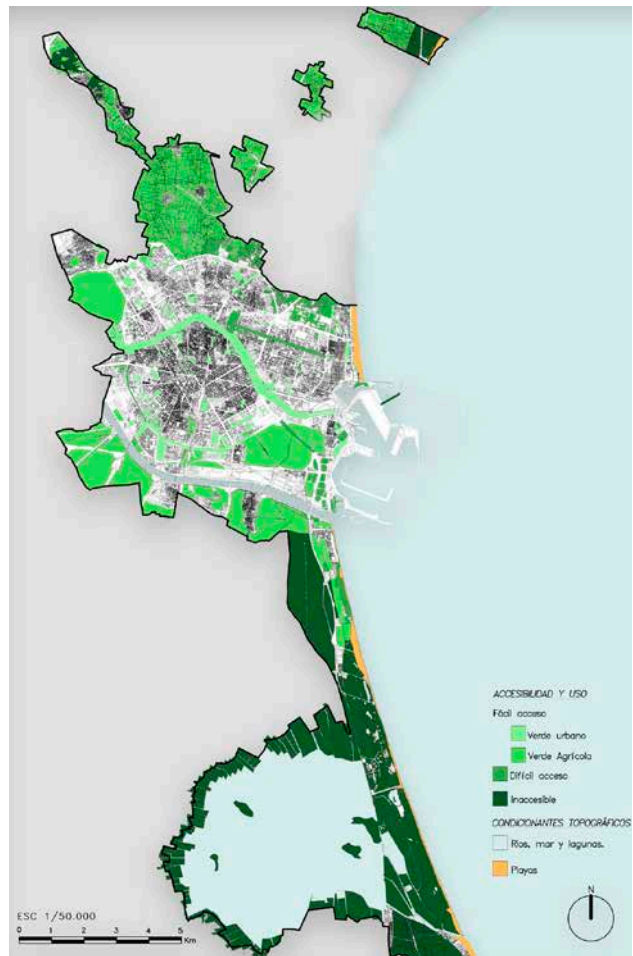 ACCESIBILIDAD Y USO
Fácil acceso
Verde urbano
Verde Agrícola
Difícil acceso
Inaccesible
CONDICIONANTES TOPOGRÁFICOS
Ríos, mar y lagunas.
Playas
N
ESC 1/50.000
0 1 2 3 4 5
Km